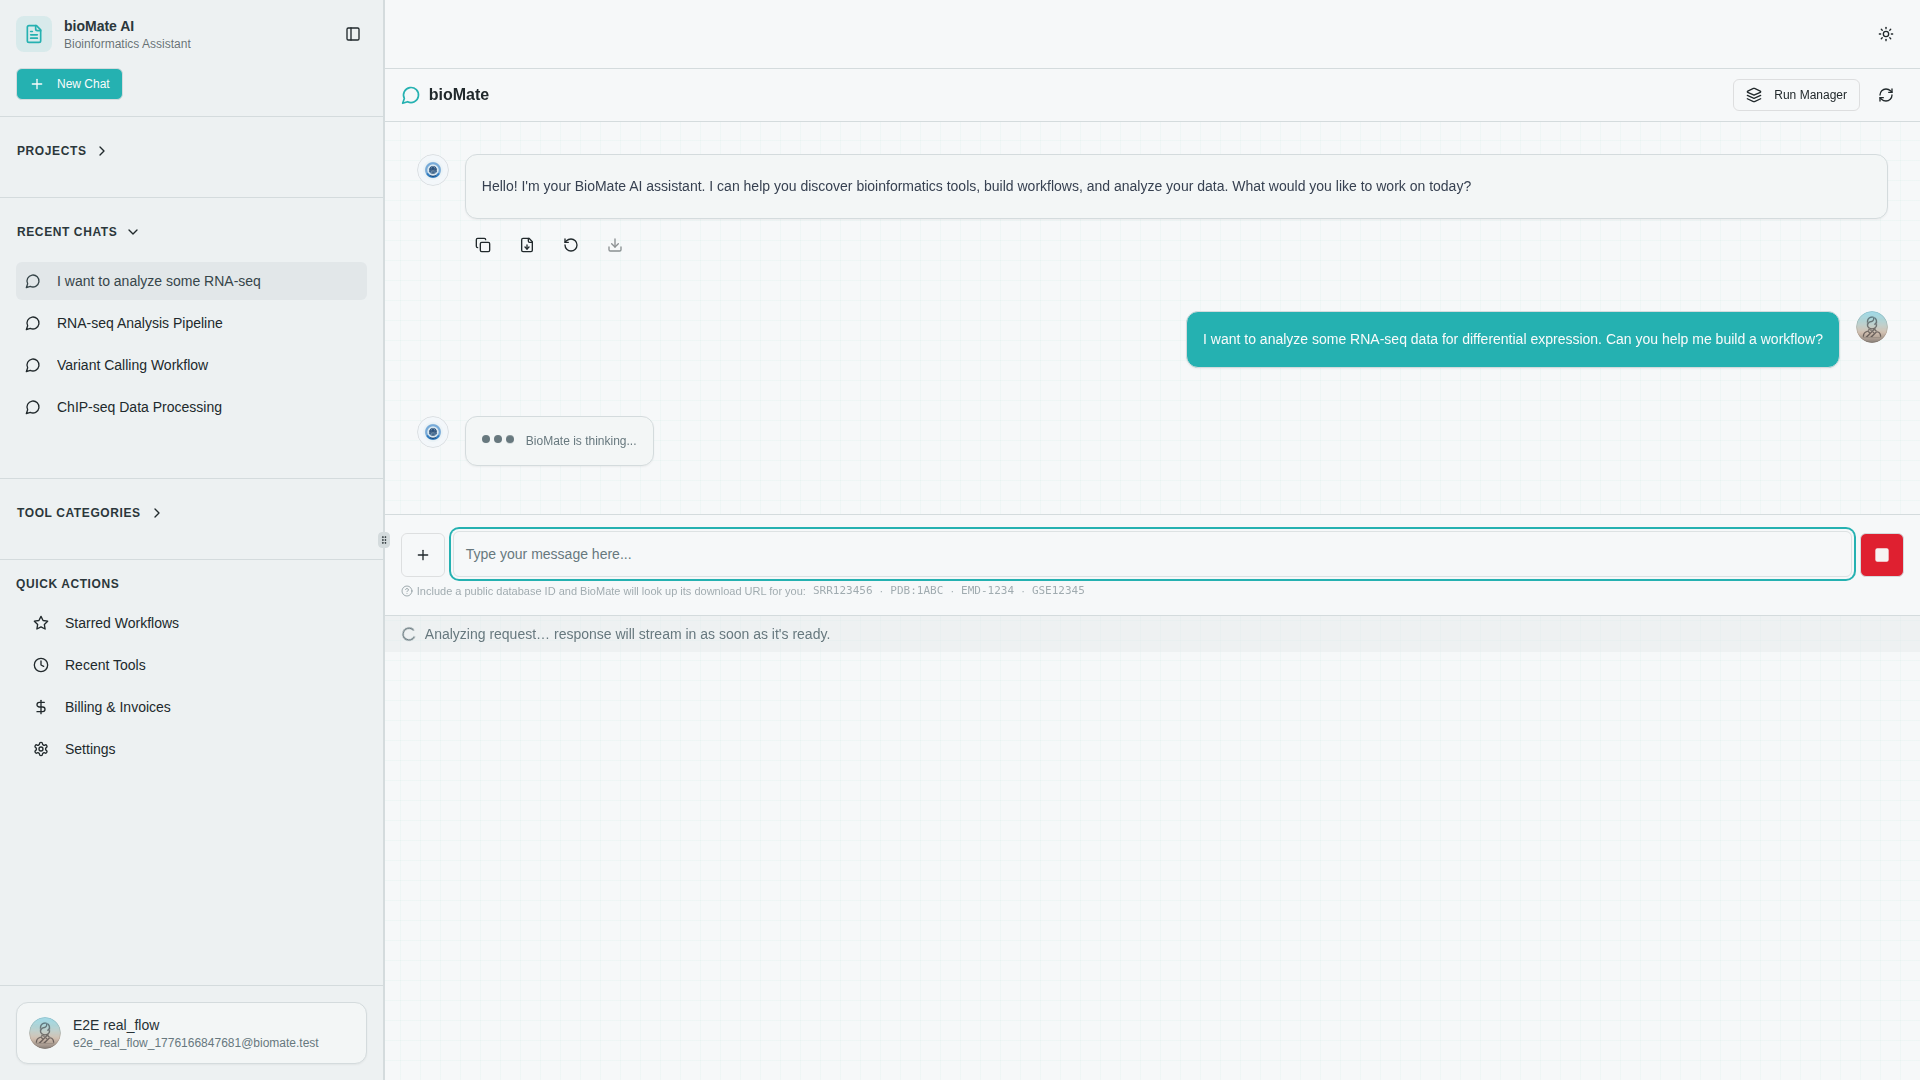 bioMate AI
Bioinformatics Assistant
New Chat
PROJECTS
RECENT CHATS
I want to analyze some RNA-seq
RNA-seq Analysis Pipeline
Variant Calling Workflow
ChIP-seq Data Processing
TOOL CATEGORIES
QUICK ACTIONS
Starred Workflows
Recent Tools
Billing & Invoices
Settings
E2E real_flow
e2e_real_flow_1776166847681@biomate.test
bioMate
Run Manager
Hello! I'm your BioMate AI assistant. I can help you discover bioinformatics tools, build workflows, and analyze your data. What would you like to work on today?
I want to analyze some RNA-seq data for differential expression. Can you help me build a workflow?
BioMate is thinking...
Type your message here...
Include a public database ID and BioMate will look up its download URL for you: SRR123456 · PDB:1ABC · EMD-1234 · GSE12345
Analyzing request… response will stream in as soon as it's ready.